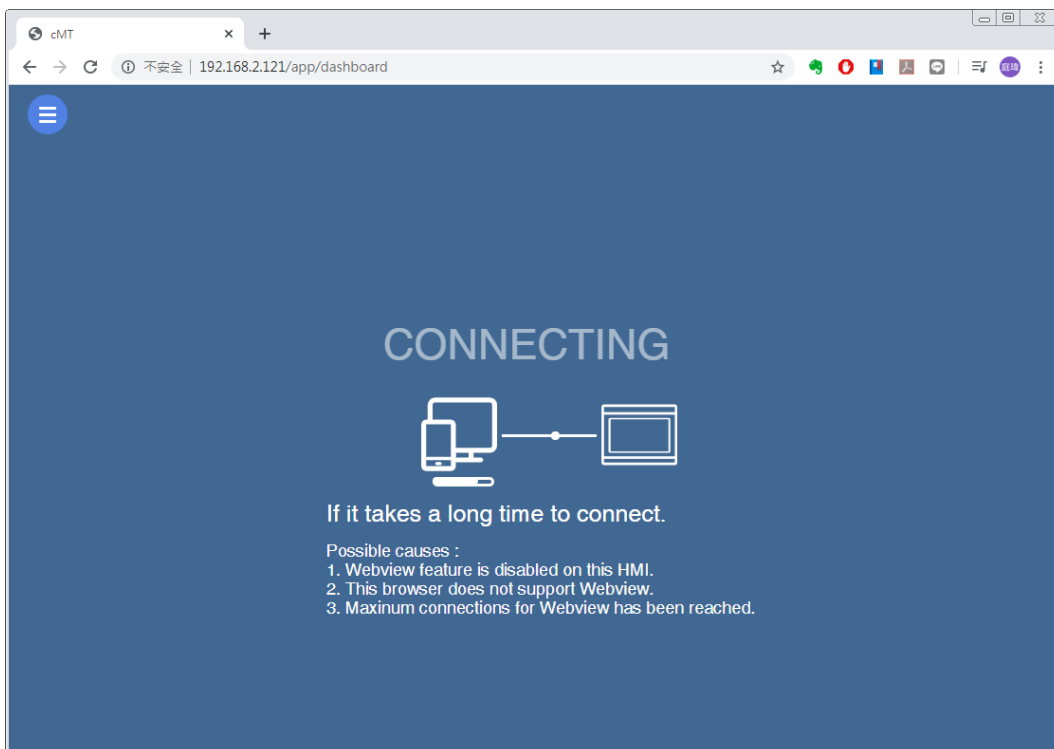 cMT
不安全 | 192.168.2.121/app/dashboard
庭瑋
CONNECTING
If it takes a long time to connect.
Possible causes :
1. Webview feature is disabled on this HMI.
2. This browser does not support Webview.
3. Maxinum connections for Webview has been reached.